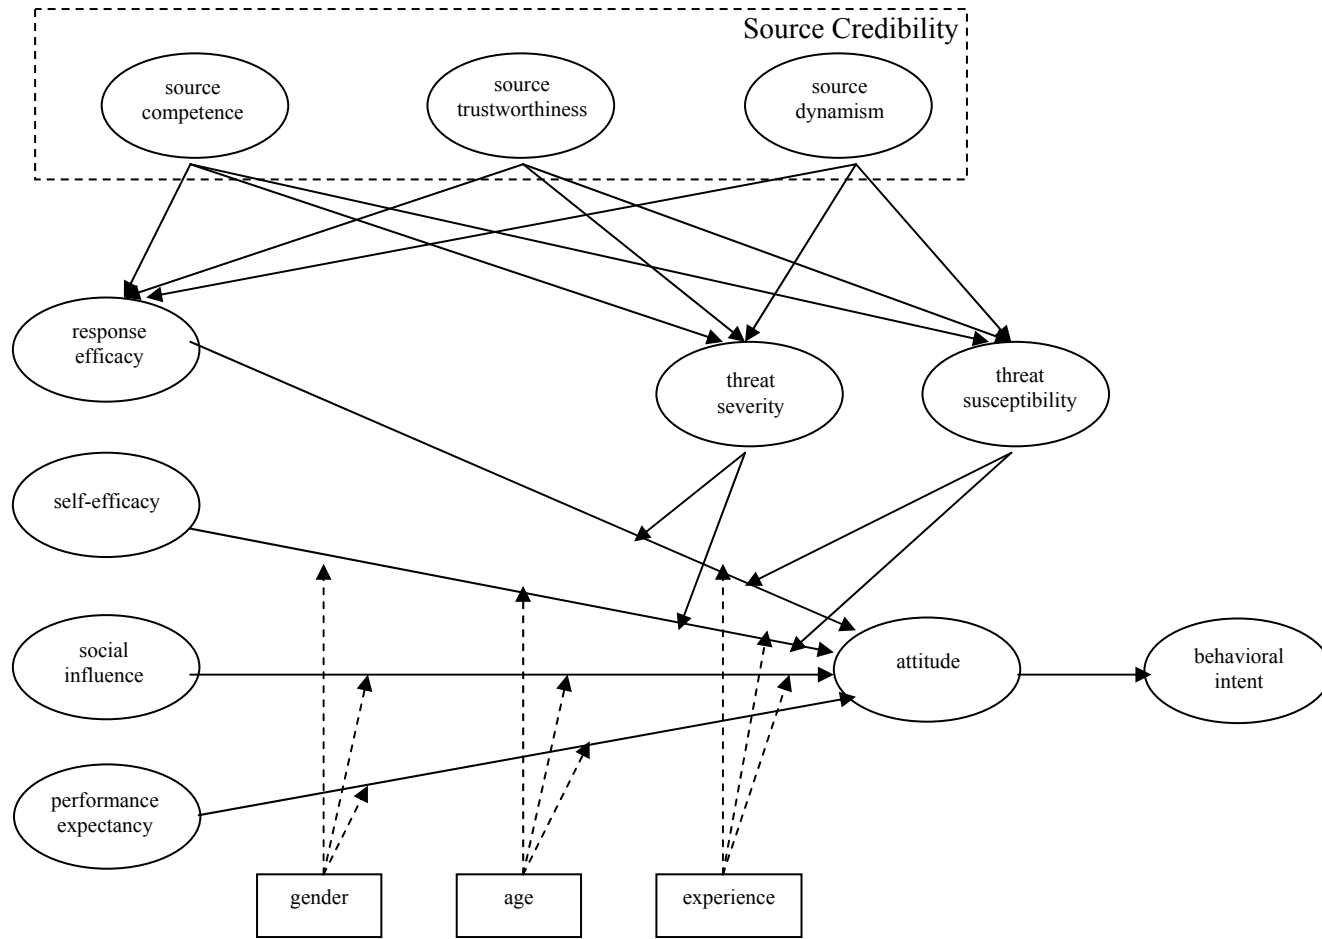 Source Credibility
source
competence
source
trustworthiness
source
dynamism
response
efficacy
threat
severity
threat
susceptibility
self-efficacy
social
influence
attitude
behavioral
intent
performance
expectancy
gender
age
experience